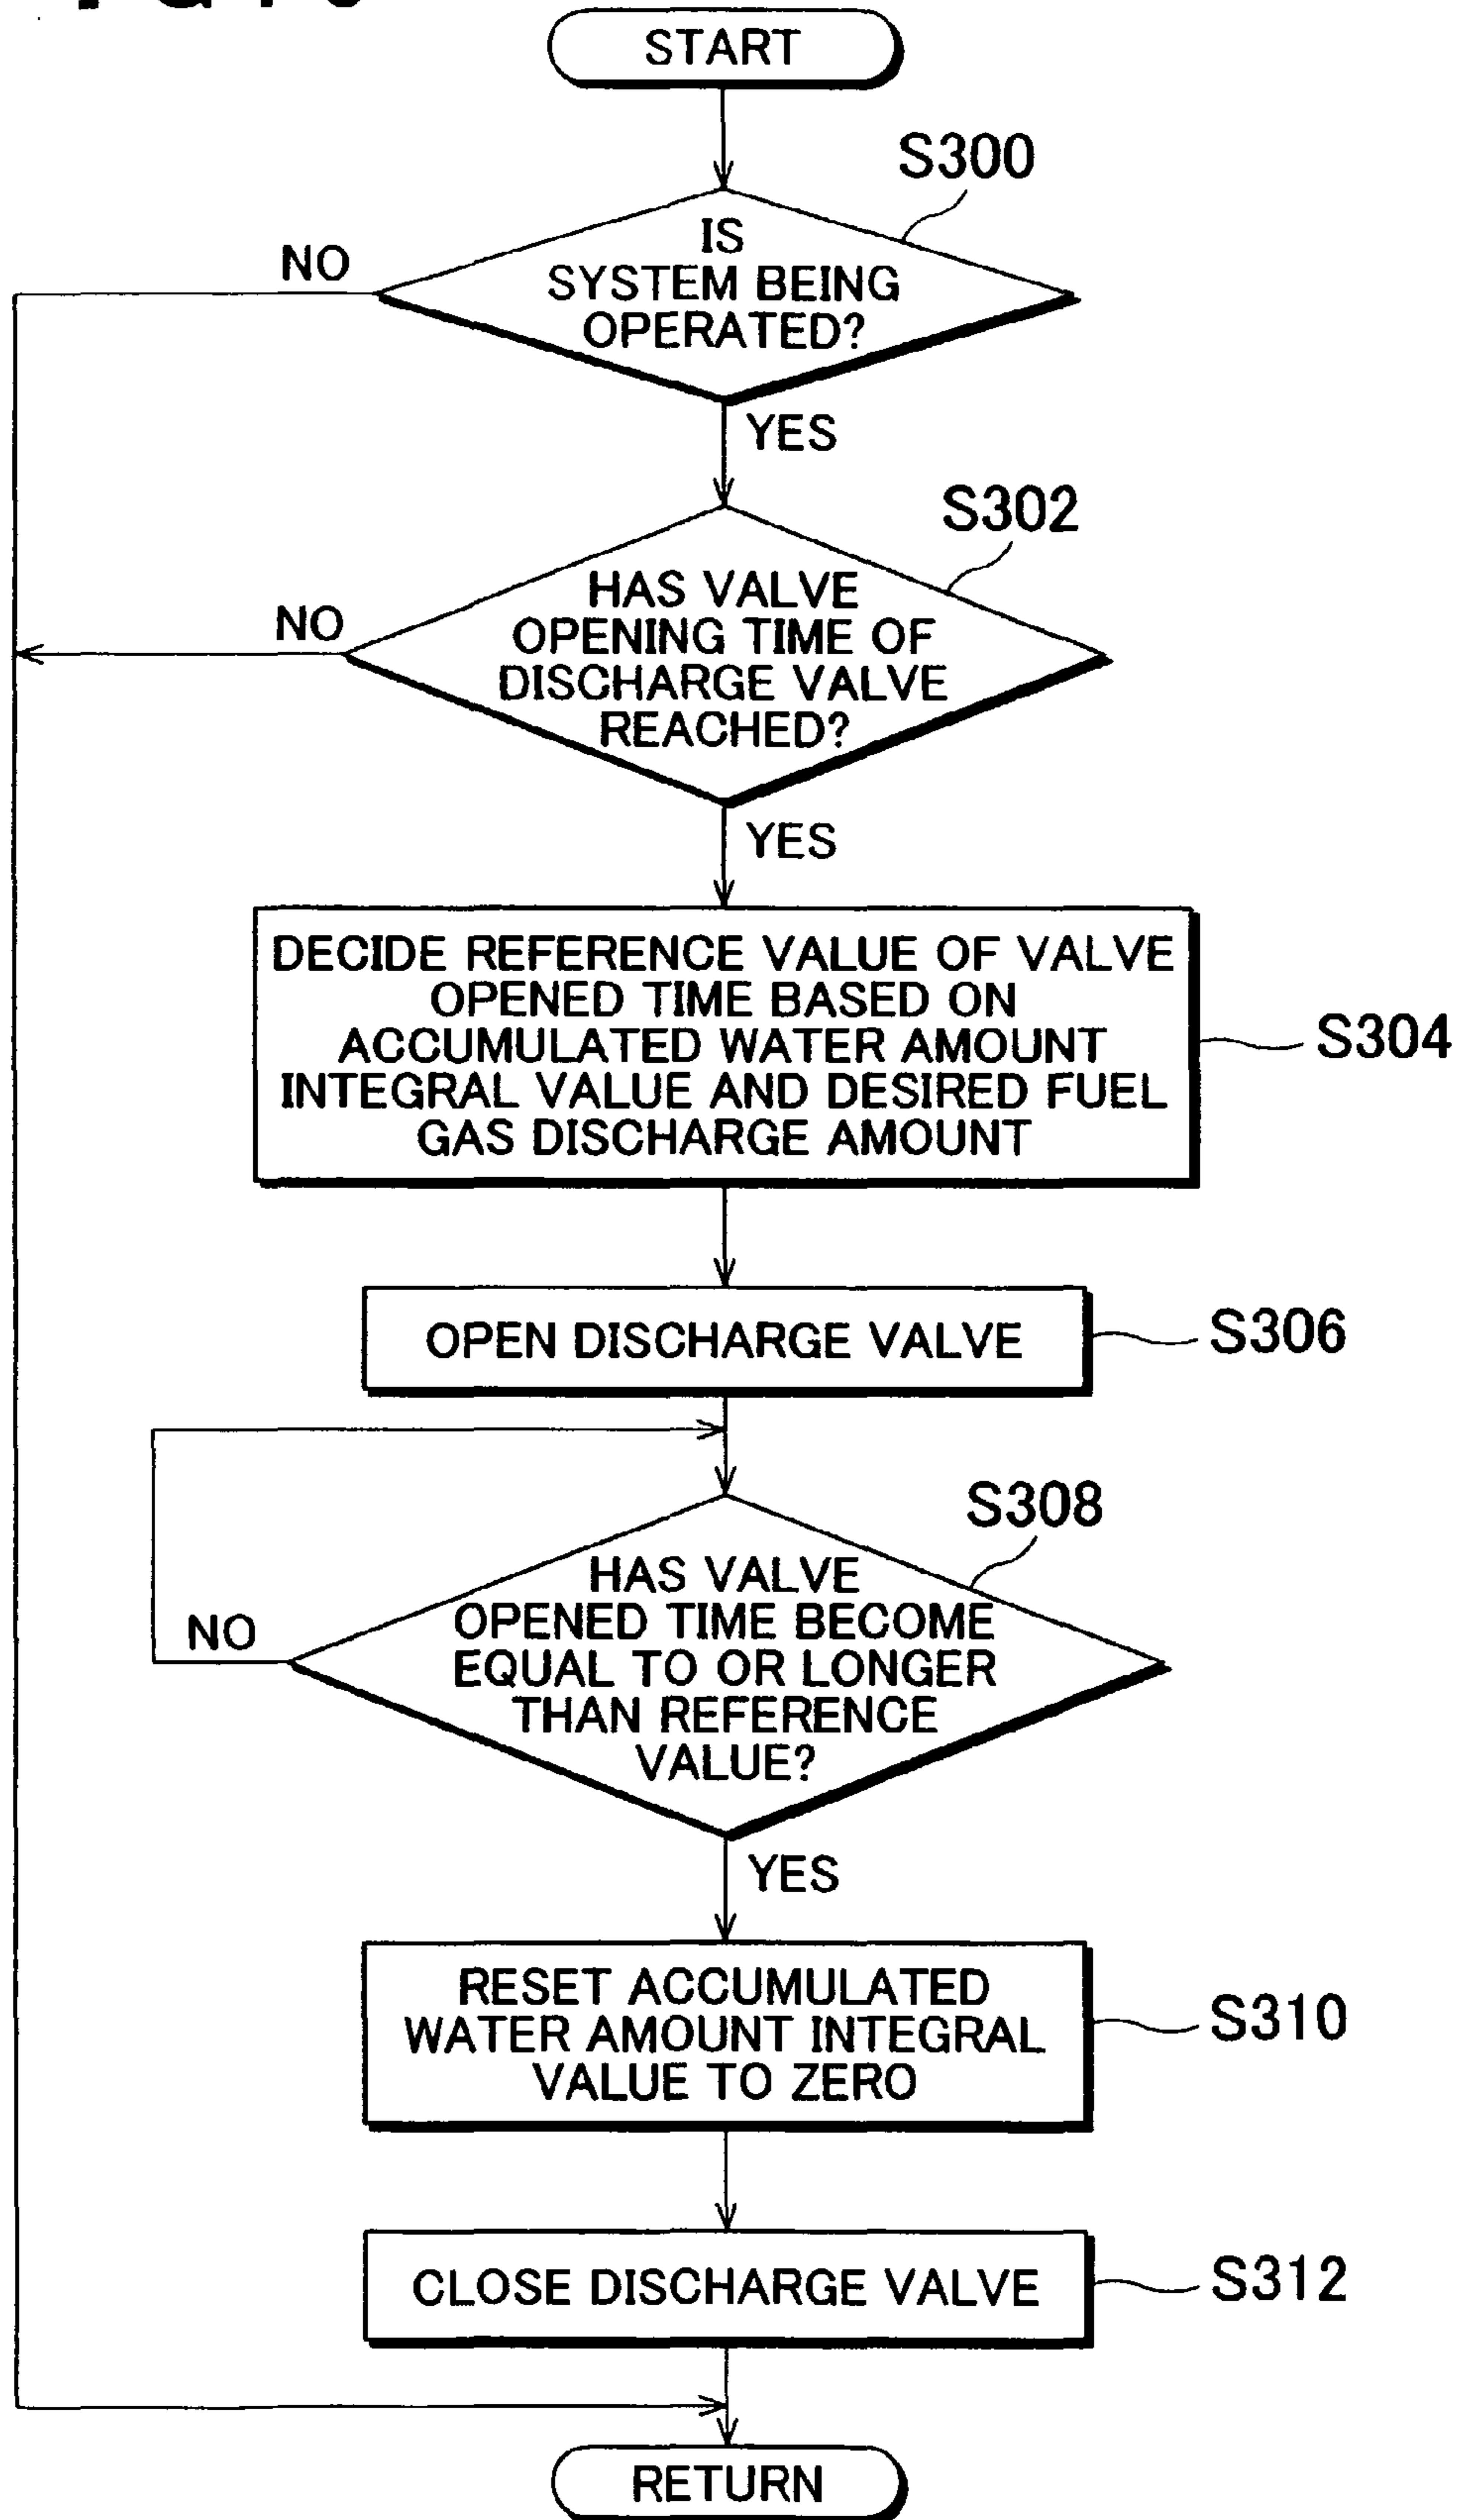 START
S300
IS
SYSTEM BEING
OPERATED?
NO
YES
S302
HAS VALVE
OPENING TIME OF
DISCHARGE VALVE
REACHED?
NO
YES
DECIDE REFERENCE VALUE OF VALVE
OPENED TIME BASED ON
ACCUMULATED WATER AMOUNT
INTEGRAL VALUE AND DESIRED FUEL
GAS DISCHARGE AMOUNT
S304
OPEN DISCHARGE VALVE
S306
S308
HAS VALVE
OPENED TIME BECOME
EQUAL TO OR LONGER
THAN REFERENCE
VALUE?
NO
YES
RESET ACCUMULATED
WATER AMOUNT INTEGRAL
VALUE TO ZERO
S310
CLOSE DISCHARGE VALVE
S312
RETURN